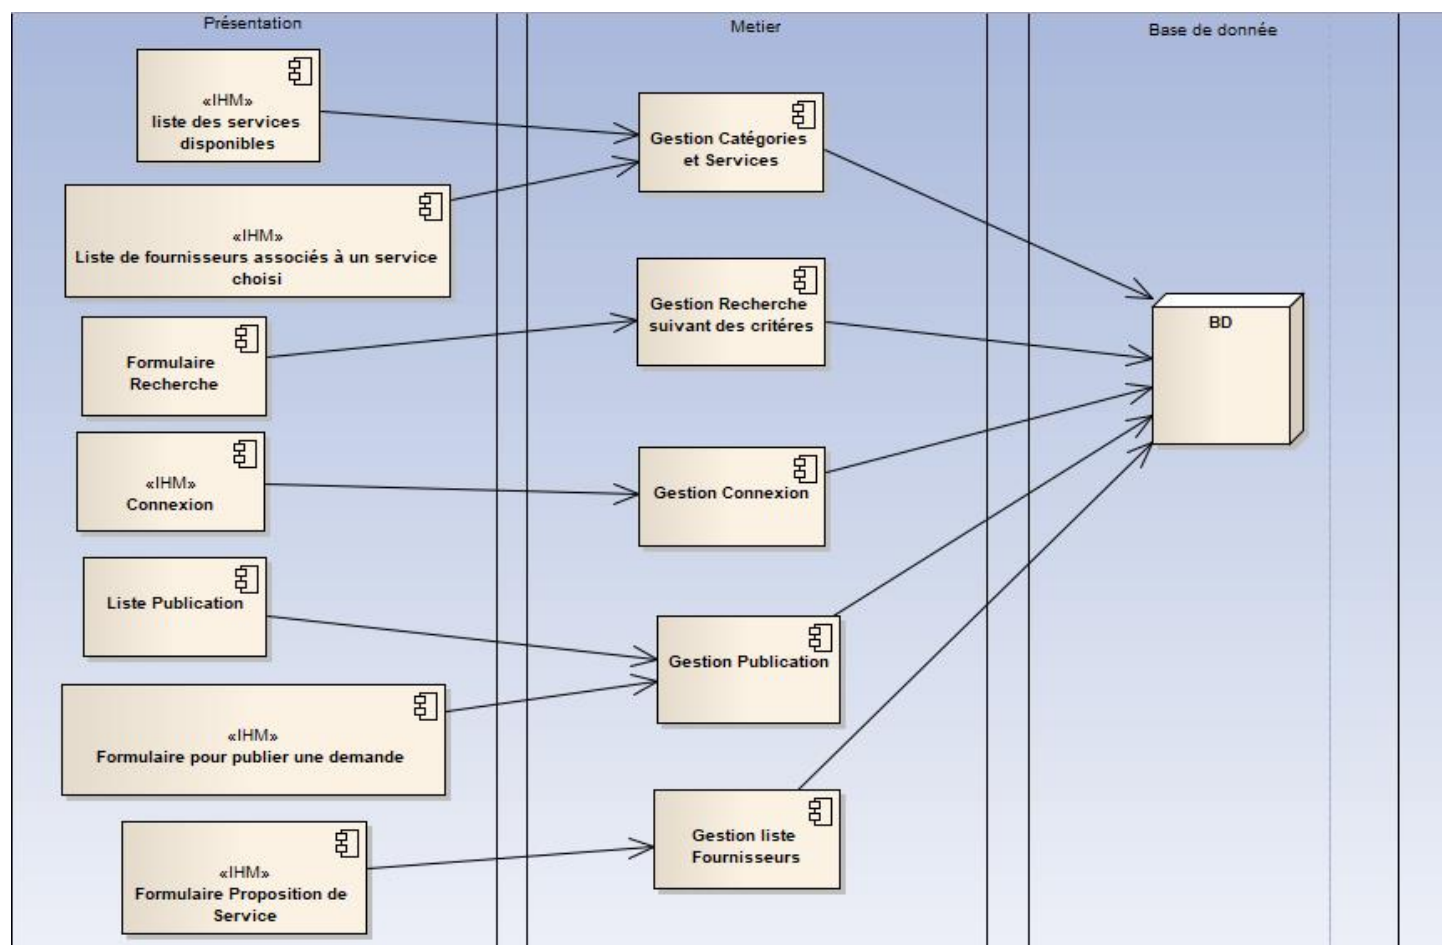 Présentation
Metier
Base de donnée
«IHM»
liste des services
disponibles
Gestion Catégories
et Services
«IHM»
Liste de fournisseurs associés à un service
choisi
Gestion Recherche
suivant des critéres
BD
Formulaire
Recherche
«IHM»
Connexion
Gestion Connexion
Liste Publication
Gestion Publication
«IHM»
Formulaire pour publier une demande
Gestion liste
Fournisseurs
«IHM»
Formulaire Proposition de
Service